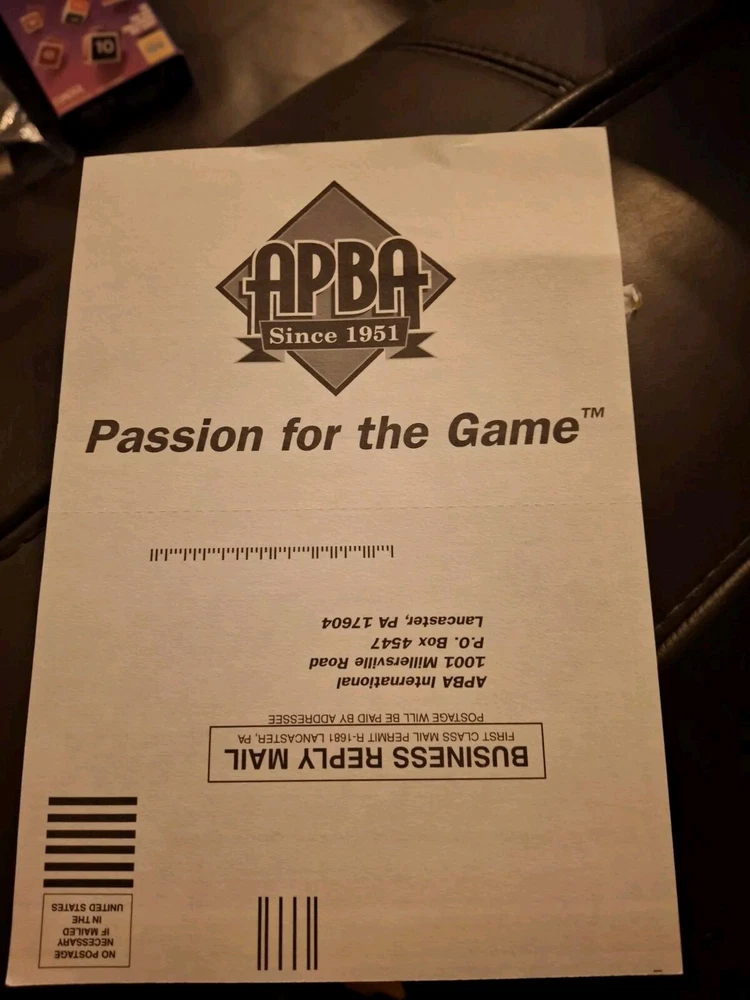 10
APBA
Since 1951
Passion for the Game™
NO POSTAGE
NECESSARY
IF MAILED
IN THE
UNITED STATES
BUSINESS REPLY MAIL
FIRST CLASS MAIL PERMIT R-1681 LANCASTER, PA
POSTAGE WILL BE PAID BY ADDRESSEE
APBA International
1001 Millersville Road
P.O. Box 4547
Lancaster, PA 17604